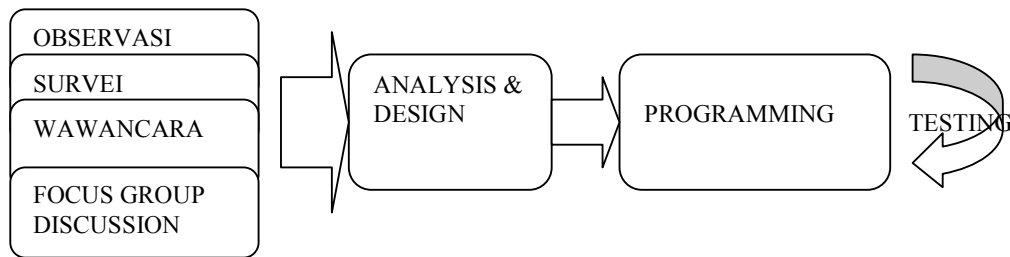 OBSERVASI
SURVEI
WAWANCARA
FOCUS GROUP
DISCUSSION
ANALYSIS &
DESIGN
PROGRAMMING
TESTING